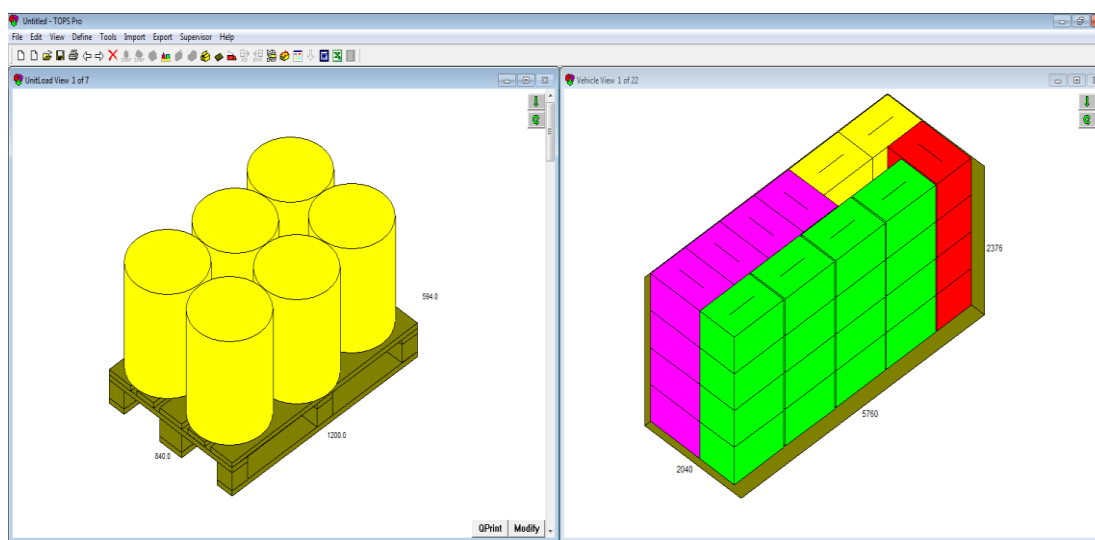 Untitled - TOPS Pro
File Edit View Define Tools Import Export Supervisor Help
UnitLoad View 1 of 7
594.0
1200.0
840.0
QPrint Modify
Vehicle View 1 of 22
2376
5760
2040